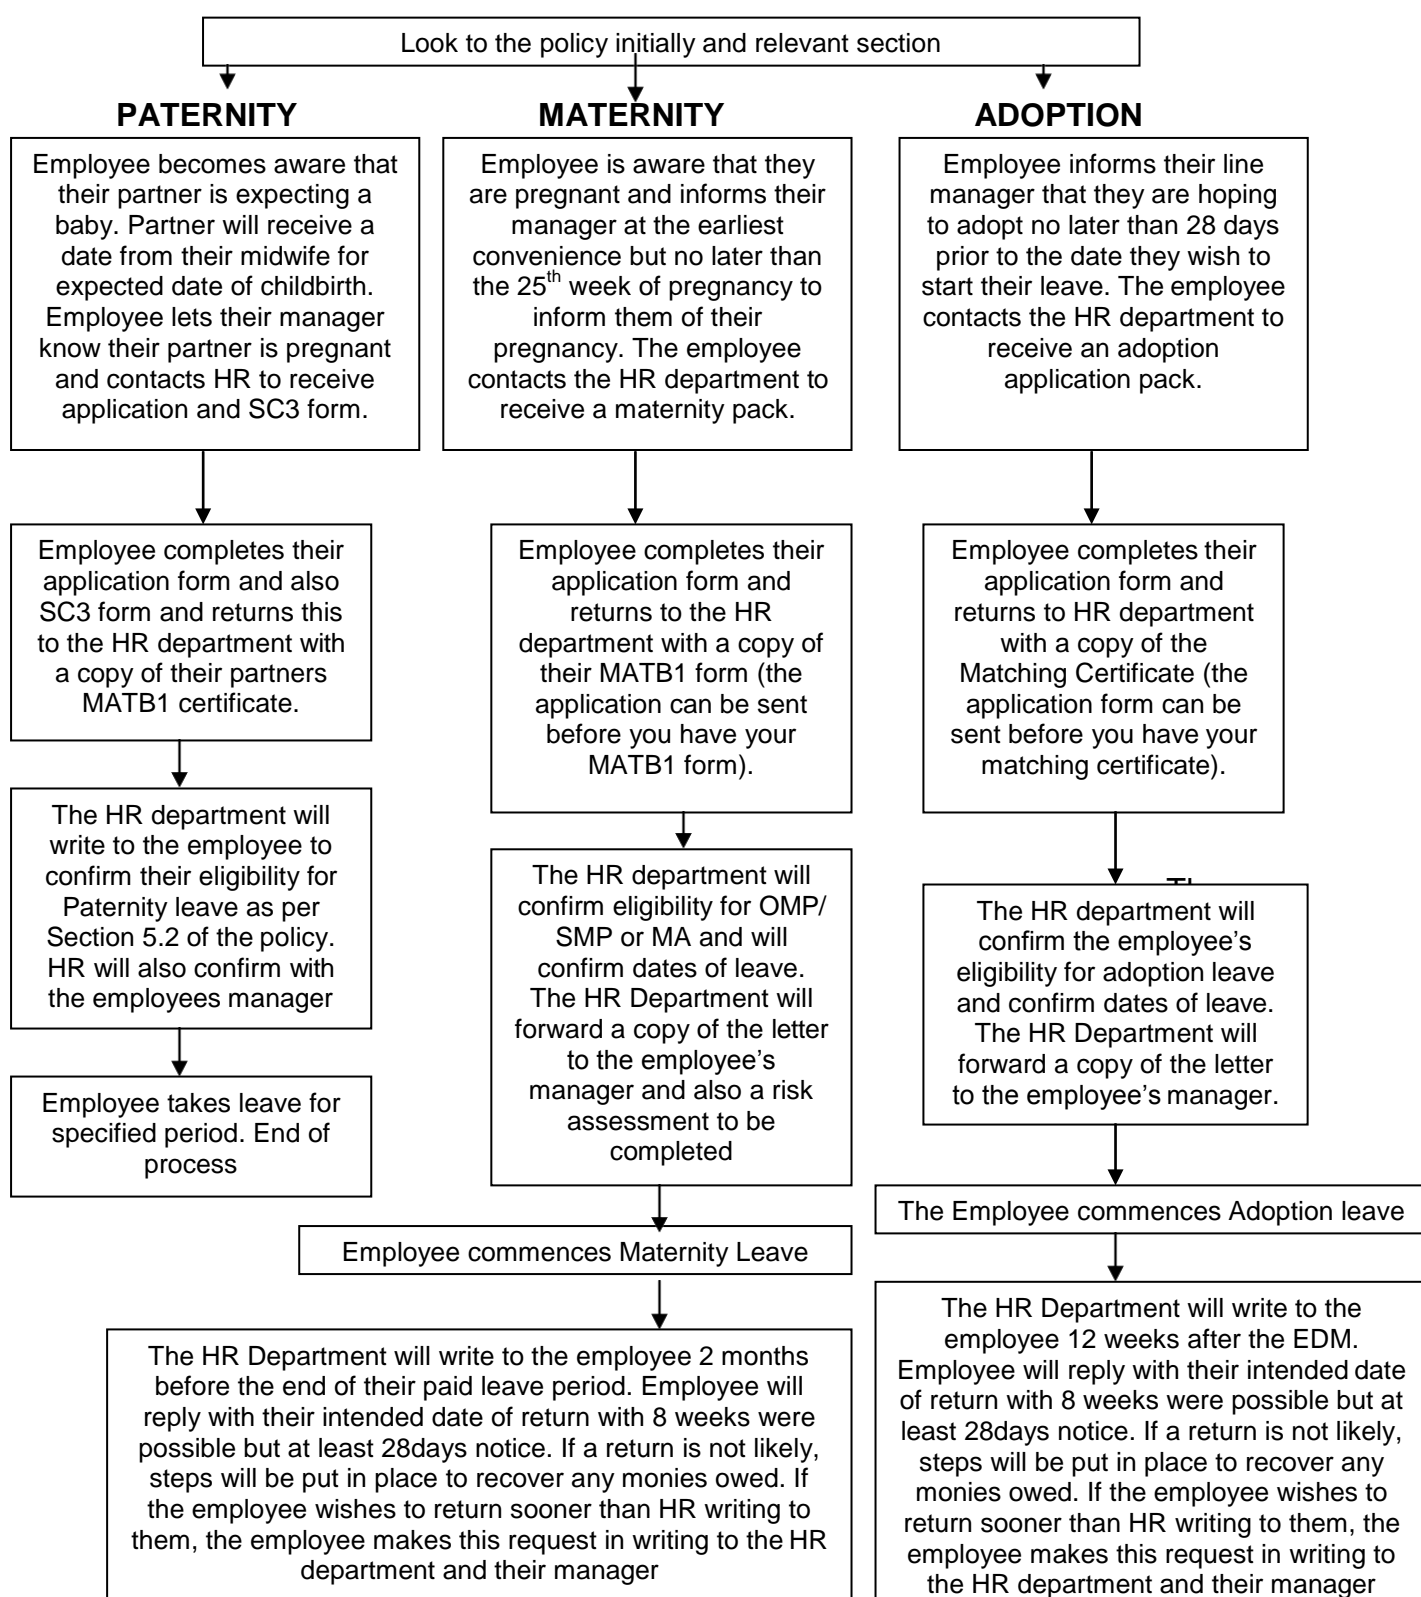 Look to the policy initially and relevant section
PATERNITY
Employee becomes aware that
their partner is expecting a
baby. Partner will receive a
date from their midwife for
expected date of childbirth.
Employee lets their manager
know their partner is pregnant
and contacts HR to receive
application and SC3 form.
Employee completes their
application form and also
SC3 form and returns this
to the HR department with
a copy of their partners
MATB1 certificate.
The HR department will
write to the employee to
confirm their eligibility for
Paternity leave as per
Section 5.2 of the policy.
HR will also confirm with
the employees manager
Employee takes leave for
specified period. End of
process
MATERNITY
Employee is aware that they
are pregnant and informs their
manager at the earliest
convenience but no later than
the 25th week of pregnancy to
inform them of their
pregnancy. The employee
contacts the HR department to
receive a maternity pack.
Employee completes their
application form and
returns to the HR
department with a copy of
their MATB1 form (the
application can be sent
before you have your
MATB1 form).
The HR department will
confirm eligibility for OMP/
SMP or MA and will
confirm dates of leave.
The HR Department will
forward a copy of the letter
to the employee’s
manager and also a risk
assessment to be
completed
Employee commences Maternity Leave
The HR Department will write to the employee 2 months
before the end of their paid leave period. Employee will
reply with their intended date of return with 8 weeks were
possible but at least 28days notice. If a return is not likely,
steps will be put in place to recover any monies owed. If
the employee wishes to return sooner than HR writing to
them, the employee makes this request in writing to the HR
department and their manager
ADOPTION
Employee informs their line
manager that they are hoping
to adopt no later than 28 days
prior to the date they wish to
start their leave. The employee
contacts the HR department to
receive an adoption
application pack.
Employee completes their
application form and
returns to HR department
with a copy of the
Matching Certificate (the
application form can be
sent before you have your
matching certificate).
The HR department will
confirm the employee’s
eligibility for adoption leave
and confirm dates of leave.
The HR Department will
forward a copy of the letter
to the employee’s manager.
The Employee commences Adoption leave
The HR Department will write to the
employee 12 weeks after the EDM.
Employee will reply with their intended date
of return with 8 weeks were possible but at
least 28days notice. If a return is not likely,
steps will be put in place to recover any
monies owed. If the employee wishes to
return sooner than HR writing to them, the
employee makes this request in writing to
the HR department and their manager